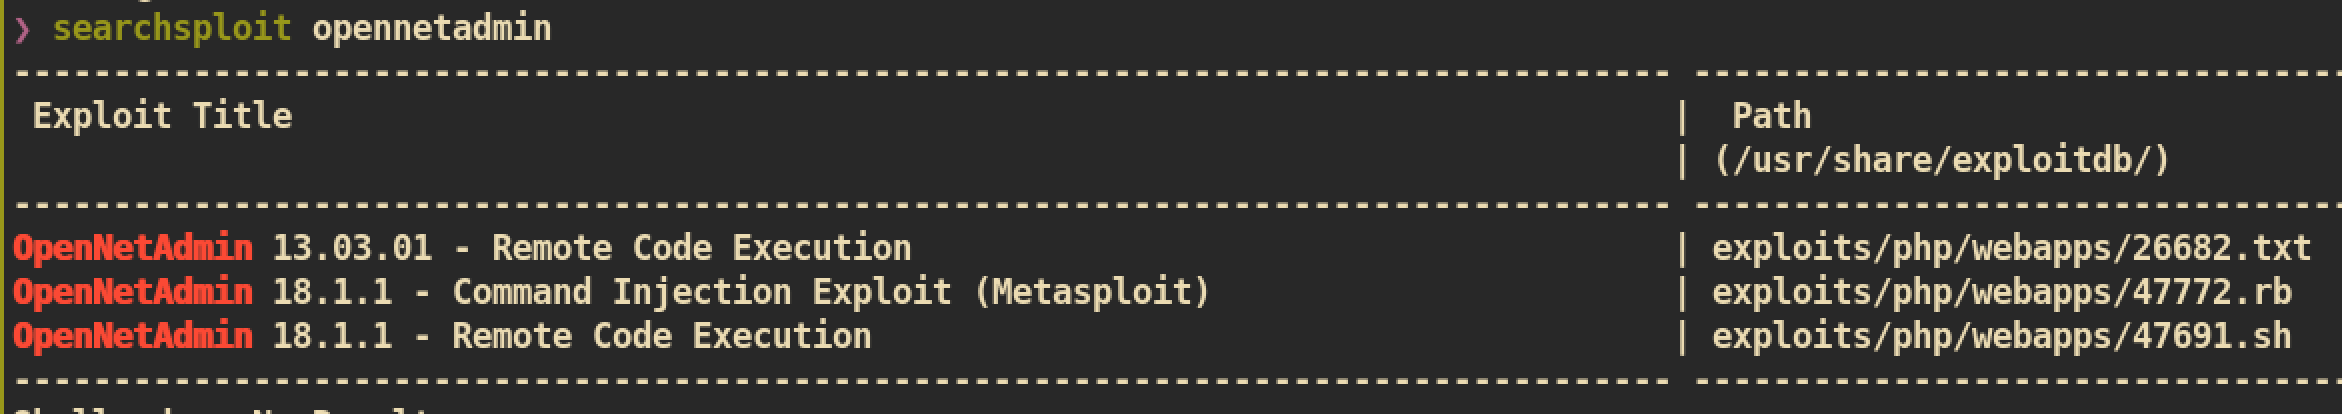 ❯ searchsploit opennetadmin
--------------------------------------------------------------------------------- ---------------------------------
Exploit Title | Path
| (/usr/share/exploitdb/)
--------------------------------------------------------------------------------- ---------------------------------
OpenNetAdmin 13.03.01 - Remote Code Execution | exploits/php/webapps/26682.txt
OpenNetAdmin 18.1.1 - Command Injection Exploit (Metasploit) | exploits/php/webapps/47772.rb
OpenNetAdmin 18.1.1 - Remote Code Execution | exploits/php/webapps/47691.sh
--------------------------------------------------------------------------------- ---------------------------------